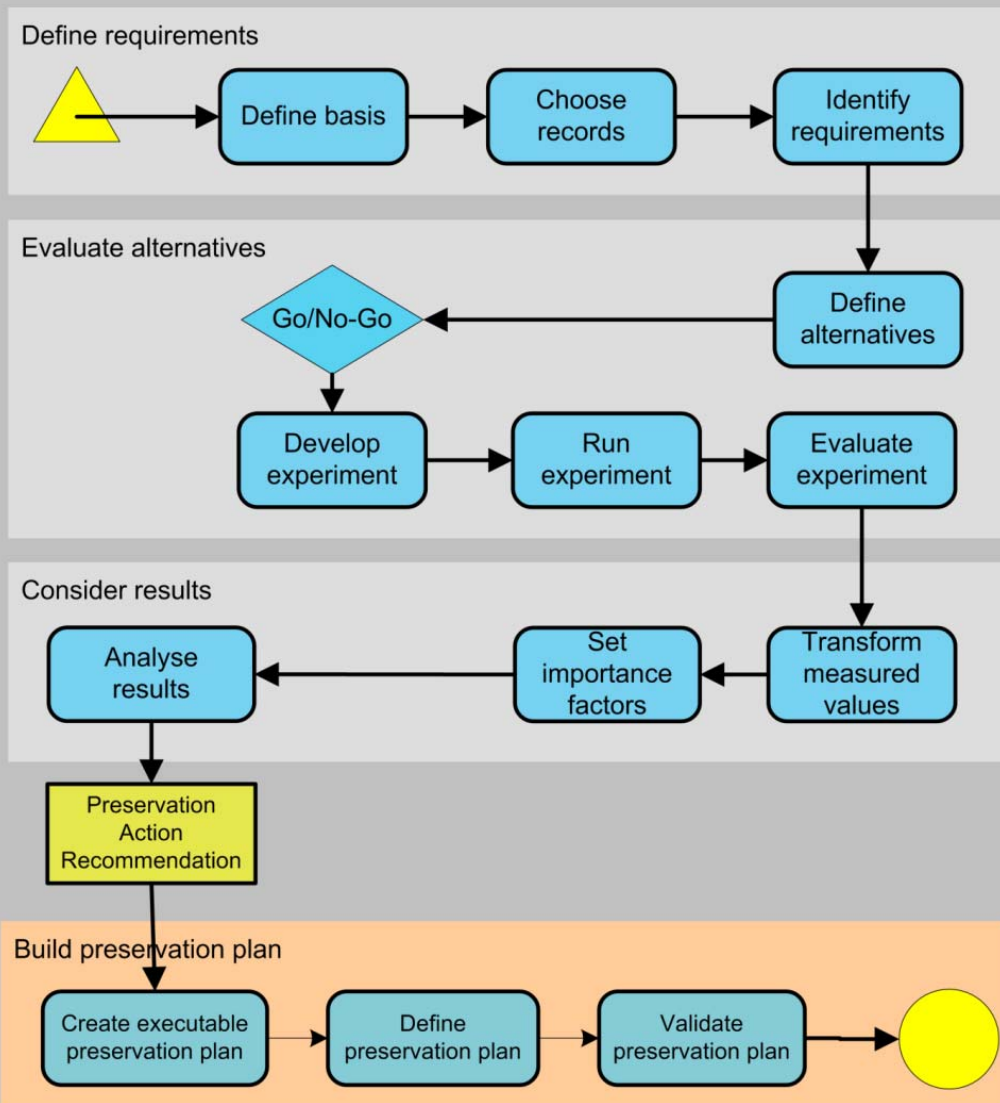 Define requirements
Define basis
Choose
records
Identify
requirements
Evaluate alternatives
Go/No-Go
Define
alternatives
Develop
experiment
Run
experiment
Evaluate
experiment
Consider results
Analyse
results
Set
importance
factors
Transform
measured
values
Preservation
Action
Recommendation
Build preservation plan
Create executable
preservation plan
Define
preservation plan
Validate
preservation plan